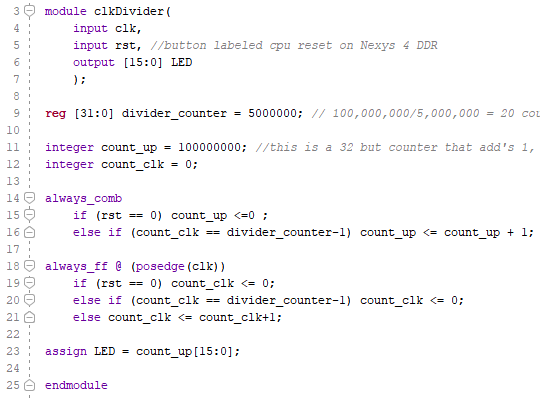 3 module clkDivider(
4 input clk,
5 input rst, //button labeled cpu reset on Nexys 4 DDR
6 output [15:0] LED
7 );
8
9 reg [31:0] divider_counter = 5000000; // 100,000,000/5,000,000 = 20 cou
10
11 integer count_up = 100000000; //this is a 32 but counter that add's 1,
12 integer count_clk = 0;
13
14 always_comb
15 if (rst == 0) count_up <=0 ;
16 else if (count_clk == divider_counter-1) count_up <= count_up + 1;
17
18 always_ff @ (posedge(clk))
19 if (rst == 0) count_clk <= 0;
20 else if (count_clk == divider_counter-1) count_clk <= 0;
21 else count_clk <= count_clk+1;
22
23 assign LED = count_up[15:0];
24
25 endmodule